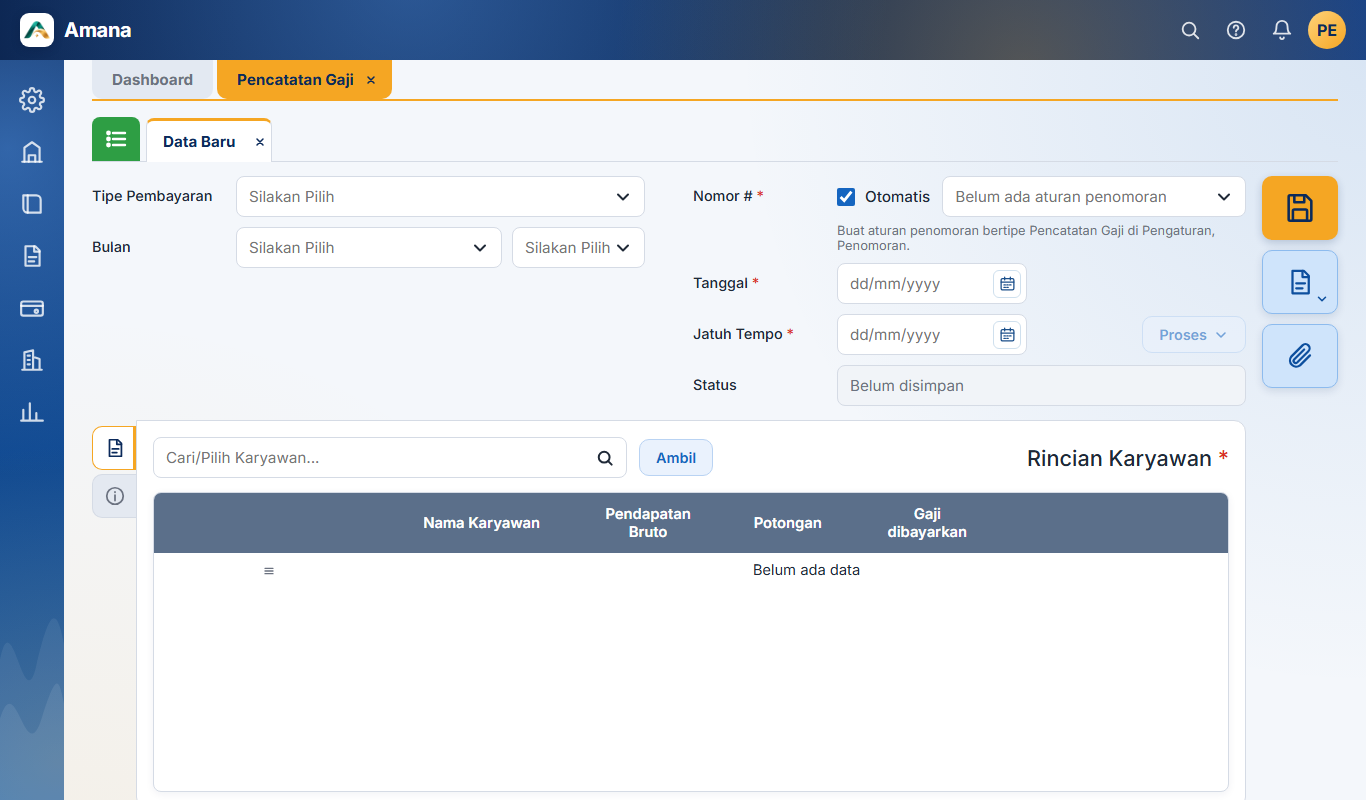 Amana
PE
Dashboard
Pencatatan Gaji ×
Data Baru ×
Tipe Pembayaran
Silakan Pilih
Bulan
Silakan Pilih
Silakan Pilih
Nomor # *
Otomatis
Belum ada aturan penomoran
Buat aturan penomoran bertipe Pencatatan Gaji di Pengaturan,
Penomoran.
Tanggal *
dd/mm/yyyy
Jatuh Tempo *
dd/mm/yyyy
Proses
Status
Belum disimpan
Cari/Pilih Karyawan...
Ambil
Rincian Karyawan *
Nama Karyawan
Pendapatan
Bruto
Potongan
Gaji
dibayarkan
Belum ada data